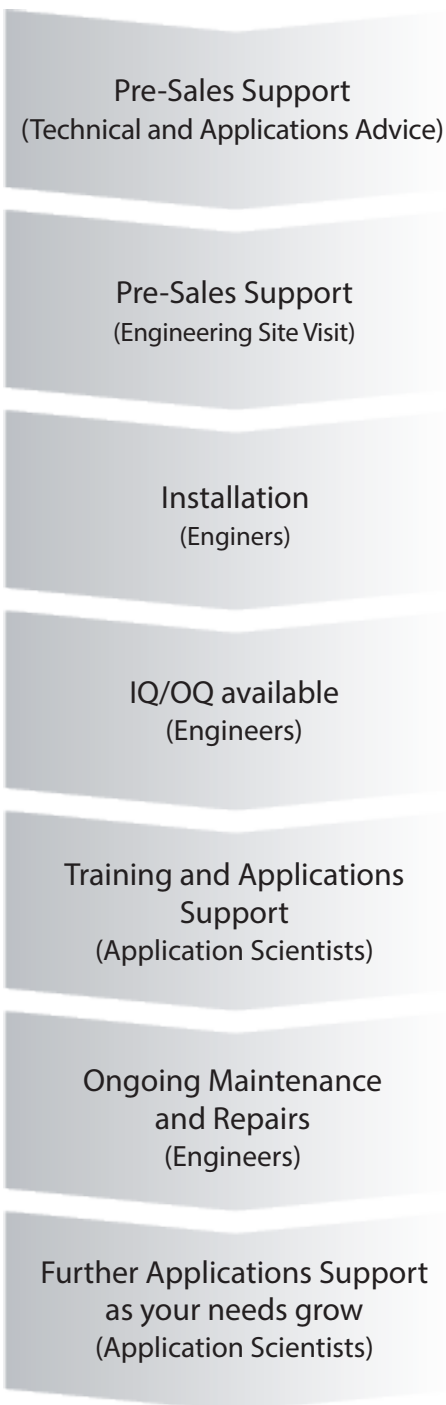 Pre-Sales Support
(Technical and Applications Advice)
Pre-Sales Support
(Engineering Site Visit)
Installation
(Enginers)
IQ/OQ available
(Engineers)
Training and Applications
Support
(Application Scientists)
Ongoing Maintenance
and Repairs
(Engineers)
Further Applications Support
as your needs grow
(Application Scientists)